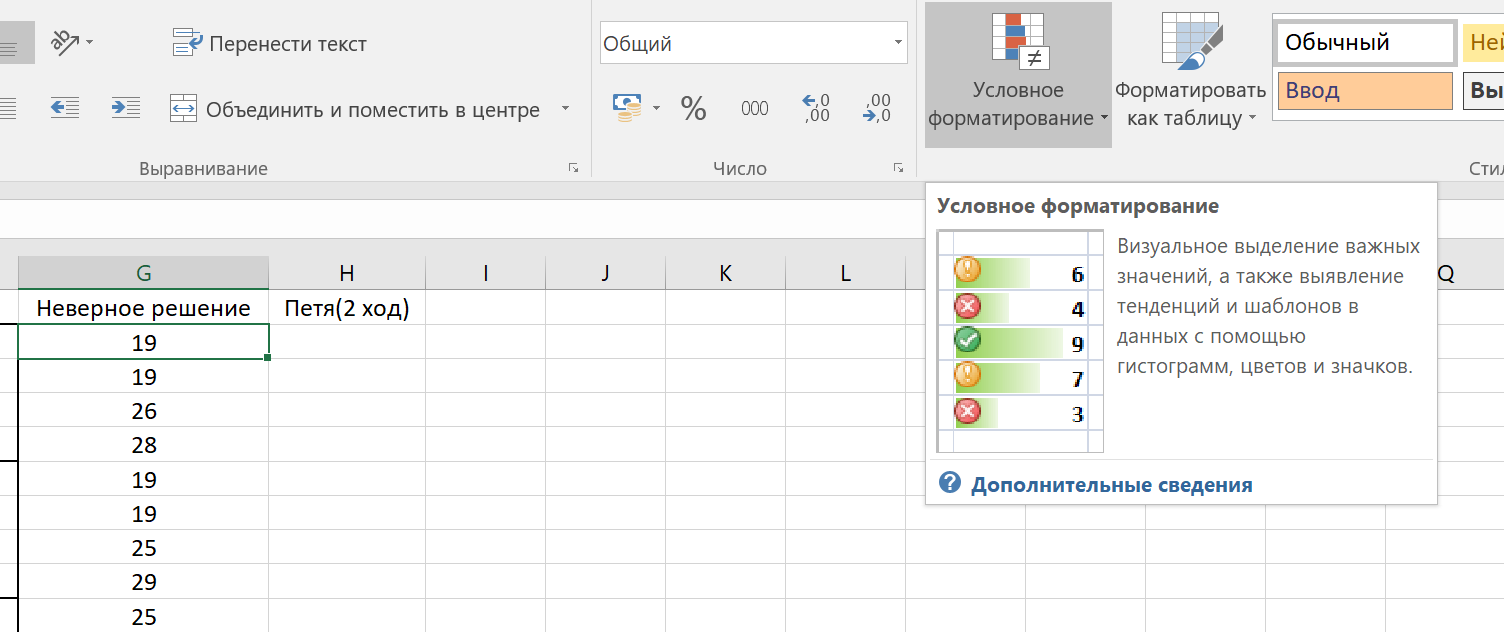 Перенести текст
Общий
Объединить и поместить в центре
% 000 ,0 ,00 ,00 ,0
Выравнивание
Число
Условное форматирование
Форматировать как таблицу
Обычный
Ней
Ввод
Вы
Стил
Условное форматирование
6
4
9
7
3
Визуальное выделение важных
значений, а также выявление
тенденций и шаблонов в
данных с помощью
гистограмм, цветов и значков.
? Дополнительные сведения
G H I J K L Q
Неверное решение Петя(2 ход)
19
19
26
28
19
19
25
29
25